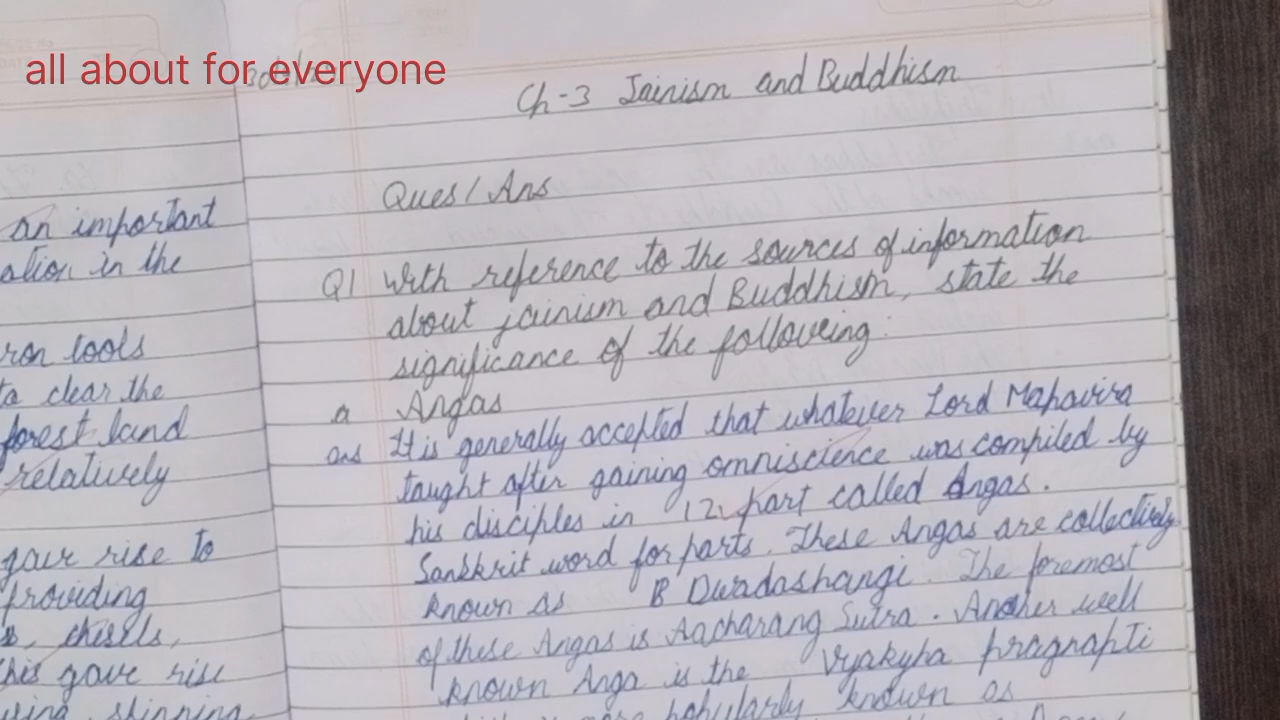 all about for everyone
Ch-3 Jainism and Buddhism
Ques/Ans
Q1 With reference to the sources of information
about jainism and Buddhism, state the
significance of the following:
a Angas
ans It is generally accepted that whatever Lord Mahavira
taught after gaining omniscience was compiled by
his disciples in 12 part called Angas.
Sanskrit word for parts. These Angas are collectively
known as B Dwadashangi. The foremost
of these Angas is Aacharang Sutra. Another well
known Anga is the Vyakyha pragnapti
popularly known as
an important
ation in the
ron tools
to clear the
forest land
relatively
gave rise to
providing
s, chisels,
his gave rise
using spinning